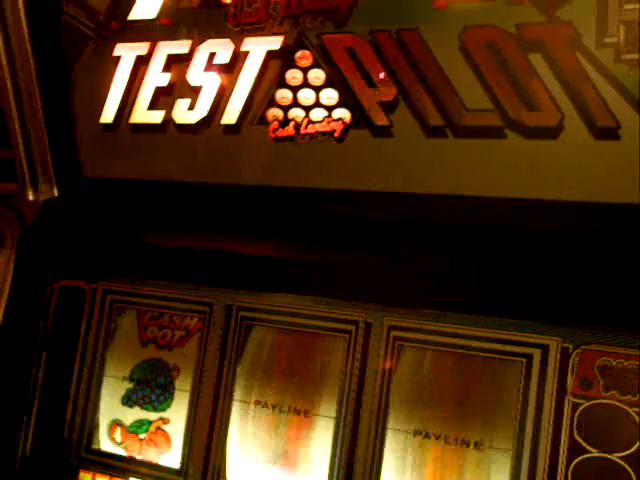 TEST PILOT
Cash Landing
CASH
POT
PAYLINE
PAYLINE